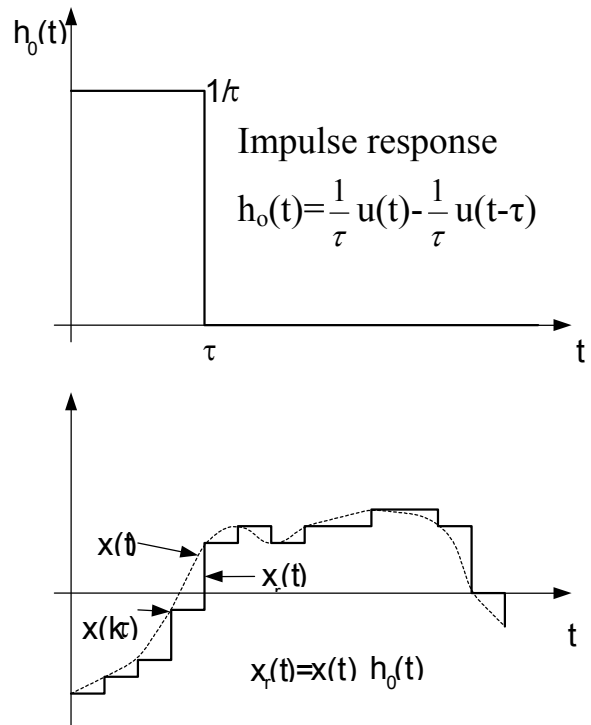 h₀(t)
1/τ
Impulse response
hₒ(t)=1/τ u(t)-1/τ u(t-τ)
τ
t
x(t)
xᵣ(t)
x(kτ)
t
xᵣ(t)=x(t) h₀(t)